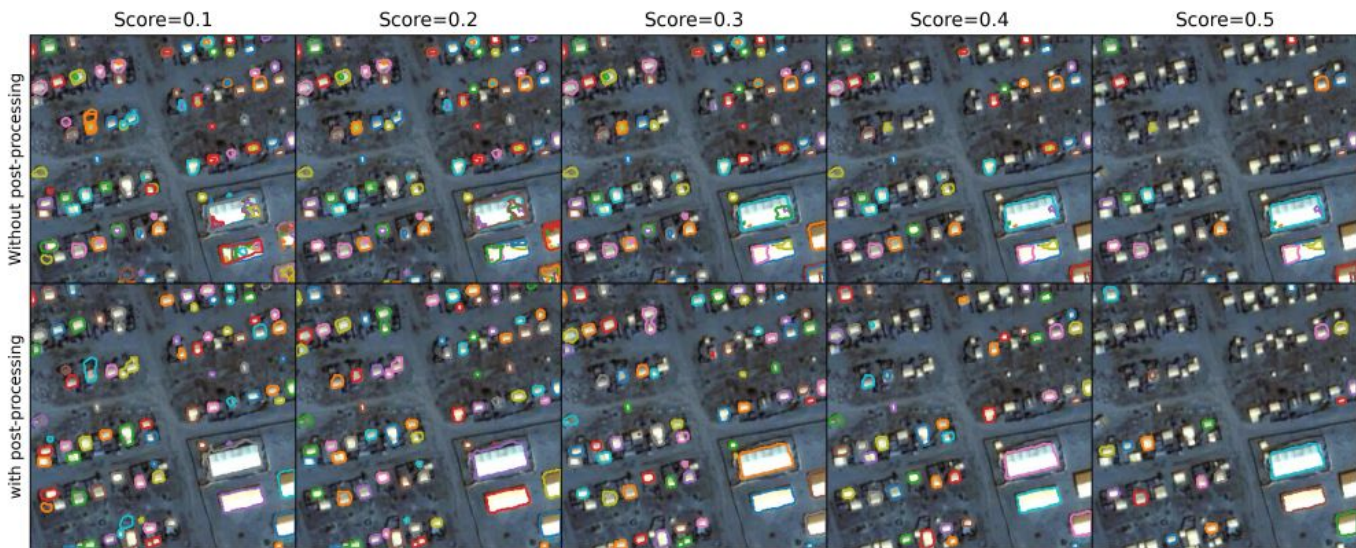 Score=0.1
Score=0.2
Score=0.3
Score=0.4
Score=0.5
Without post-processing
with post-processing